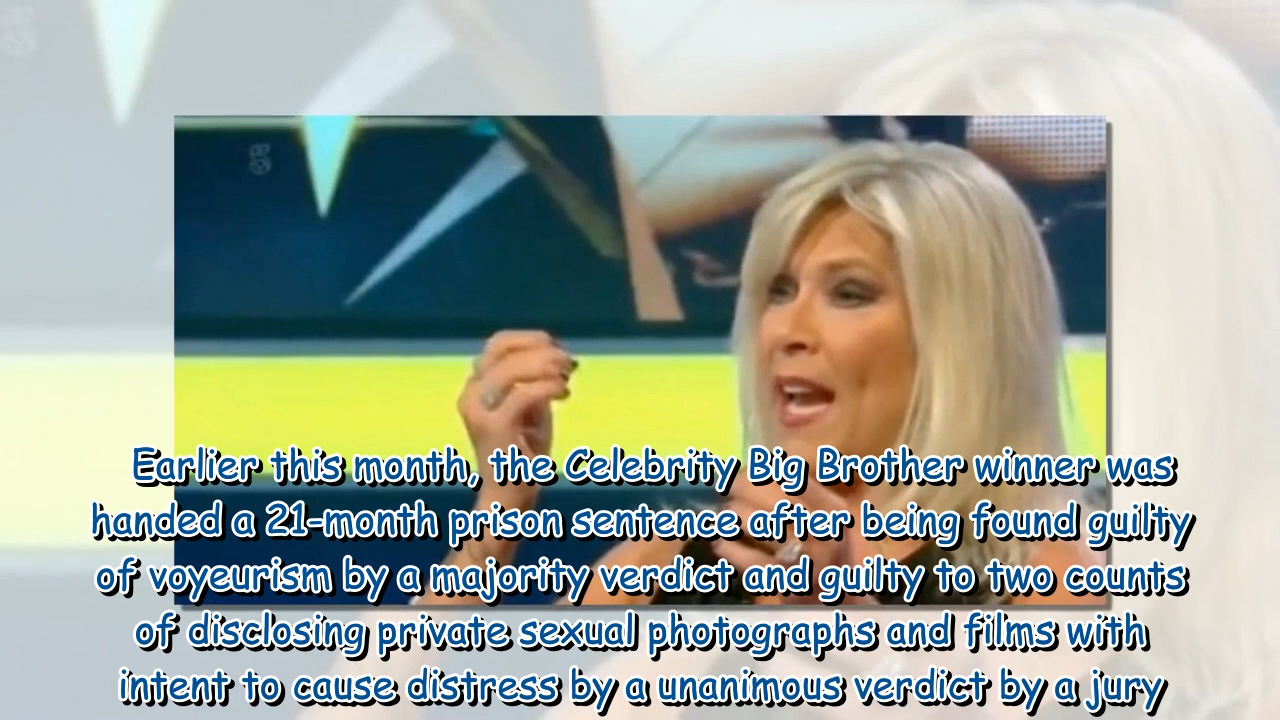 Earlier this month, the Celebrity Big Brother winner was
handed a 21-month prison sentence after being found guilty
of voyeurism by a majority verdict and guilty to two counts
of disclosing private sexual photographs and films with
intent to cause distress by a unanimous verdict by a jury